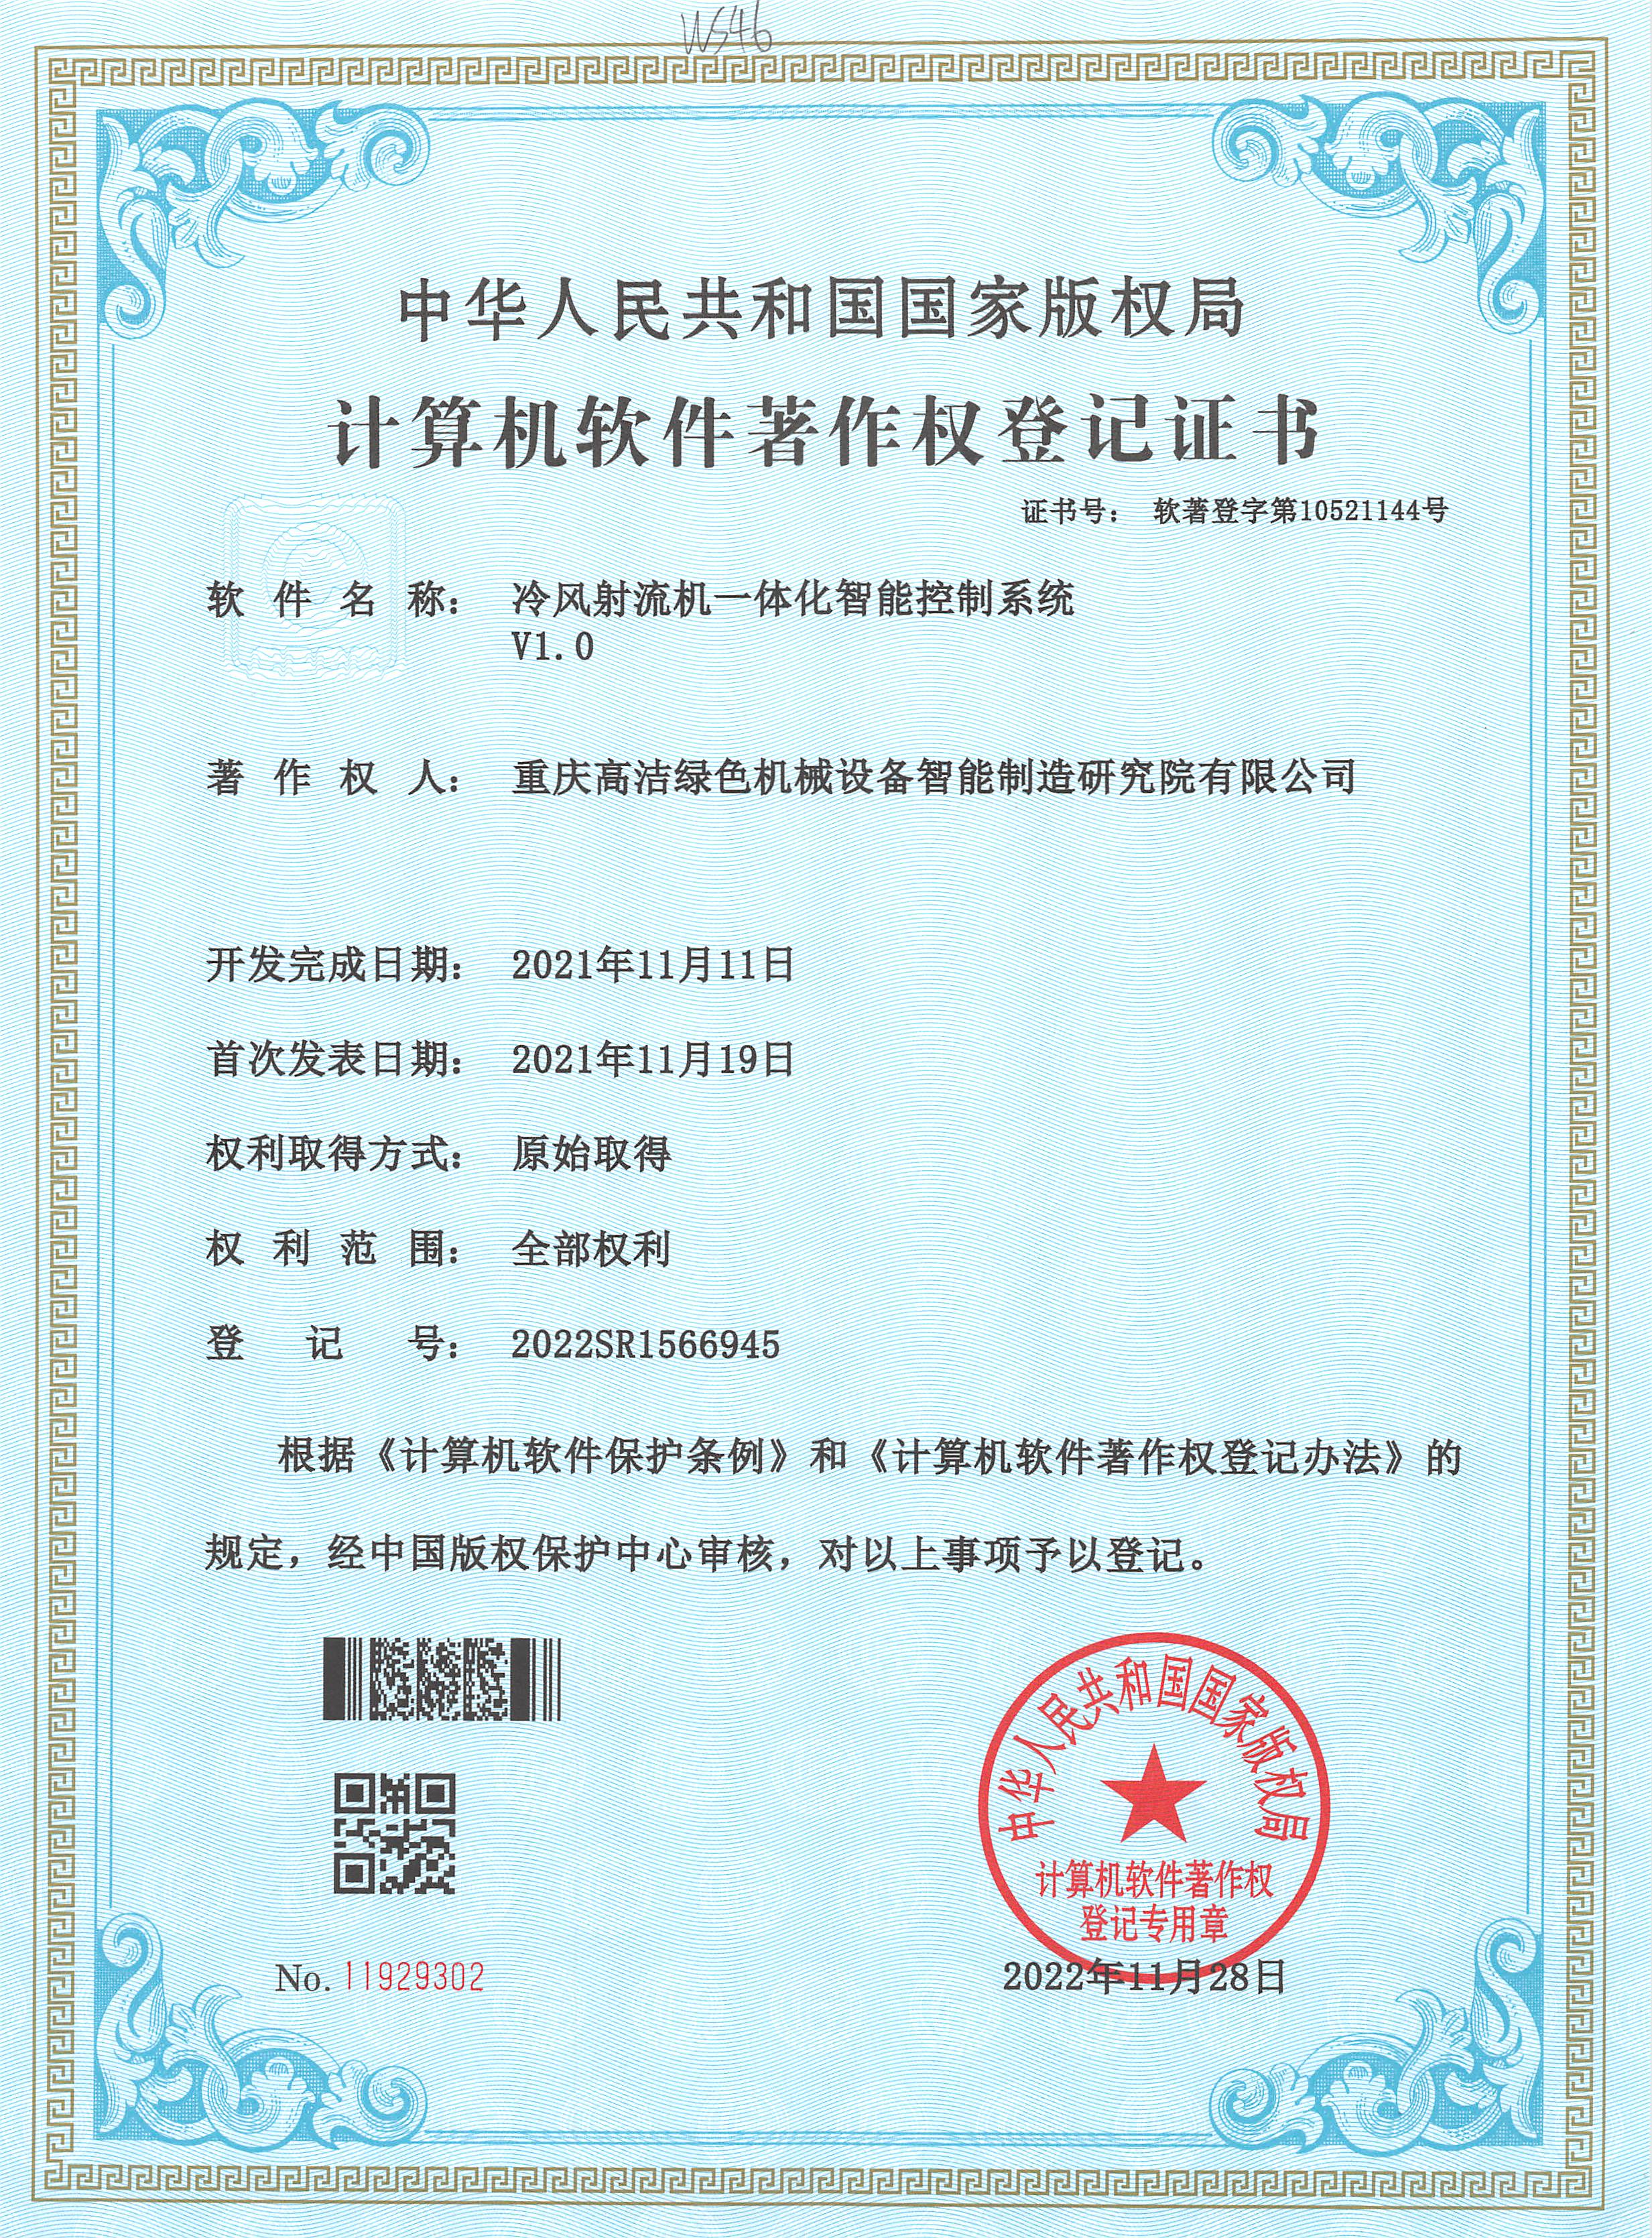 WS46
中华人民共和国国家版权局
计算机软件著作权登记证书
证书号： 软著登字第10521144号
软件名称： 冷风射流机一体化智能控制系统
V1.0
著作权人： 重庆高洁绿色机械设备智能制造研究院有限公司
开发完成日期： 2021年11月11日
首次发表日期： 2021年11月19日
权利取得方式： 原始取得
权利范围： 全部权利
登记号： 2022SR1566945
根据《计算机软件保护条例》和《计算机软件著作权登记办法》的
规定，经中国版权保护中心审核，对以上事项予以登记。
中华人民共和国国家版权局
计算机软件著作权
登记专用章
No. 11929302
2022年11月28日